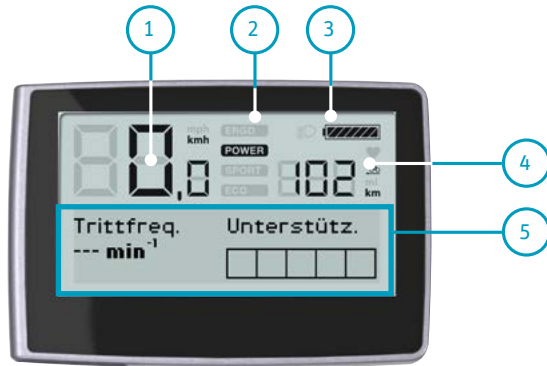 1 2 3
mph ERGO
kmh POWER
0,0 SPORT 102 mi
ECO km
4
Trittfreq. Unterstütz.
--- min⁻¹
5